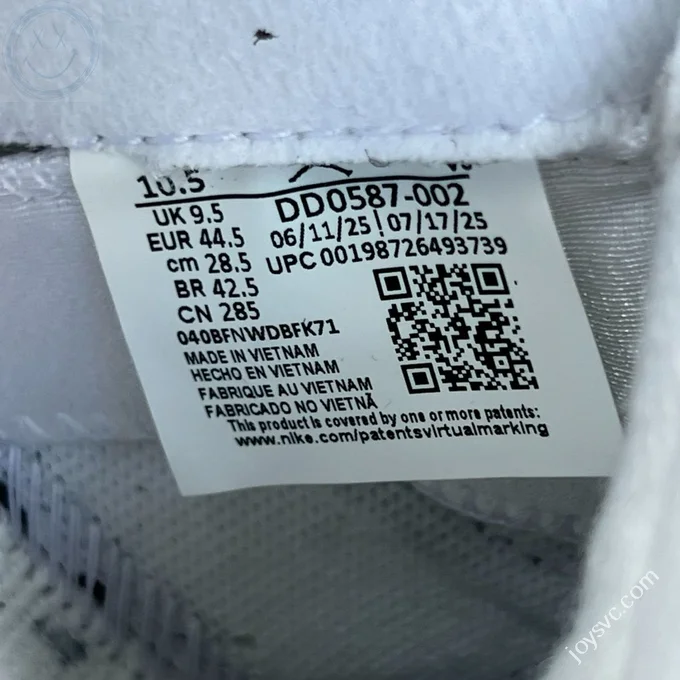 10.5
UK 9.5
EUR 44.5
cm 28.5
BR 42.5
CN 285
DD0587-002
06/11/25 | 07/17/25
UPC 00198726493739
040BFNWDBFK71
MADE IN VIETNAM
HECHO EN VIETNAM
FABRIQUE AU VIETNAM
FABRICADO NO VIETNÃ
This product is covered by one or more patents:
www.nike.com/patentsvirtualmarking
joysvc.com